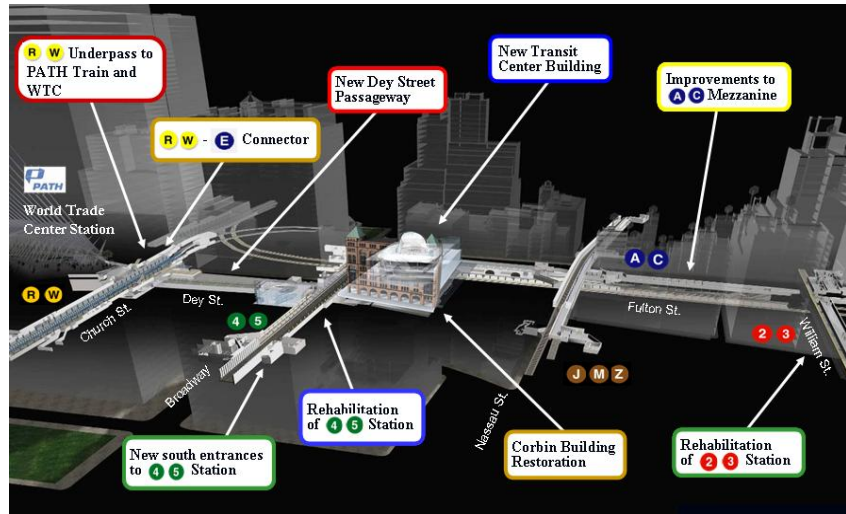 R W Underpass to
PATH Train and
WTC
New Dey Street
Passageway
New Transit
Center Building
Improvements to
A C Mezzanine
R W - E Connector
PATH
World Trade
Center Station
R W
Church St.
Dey St.
4 5
Broadway
A C
Fulton St.
2 3
William St.
J M Z
Nassau St.
New south entrances
to 4 5 Station
Rehabilitation
of 4 5 Station
Corbin Building
Restoration
Rehabilitation
of 2 3 Station